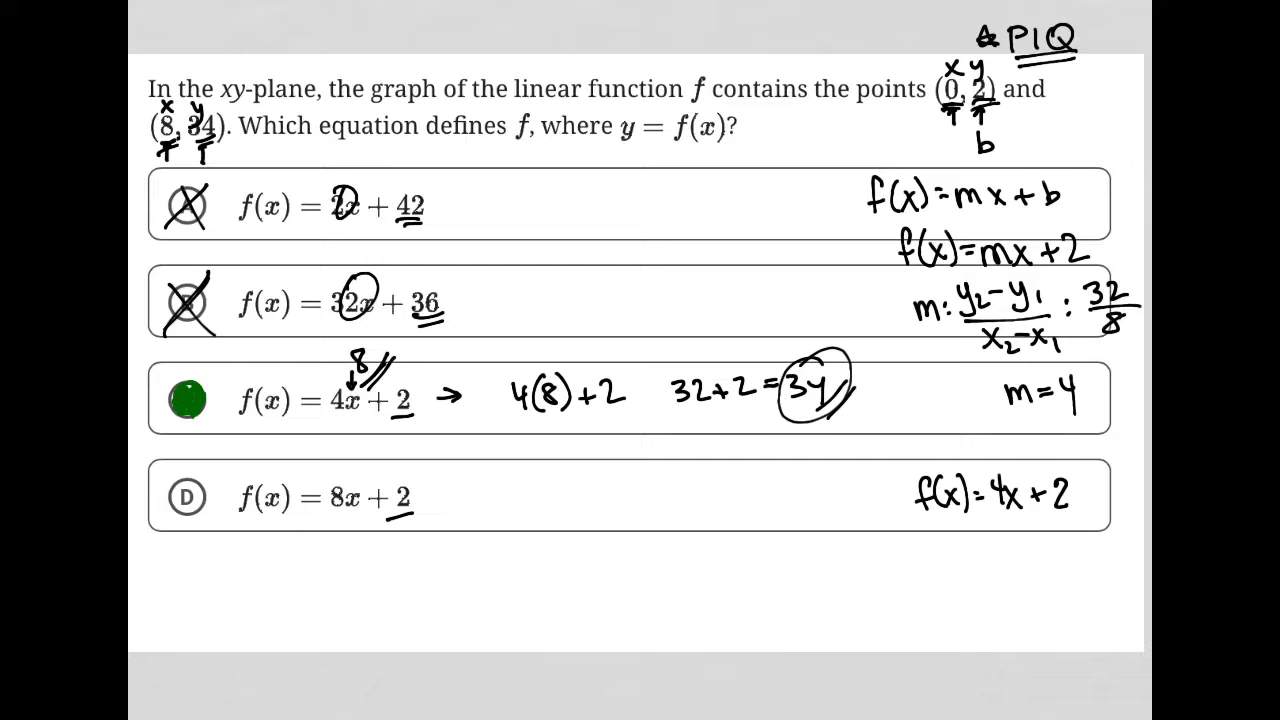 ☆ PIQ
x y
In the xy-plane, the graph of the linear function f contains the points (0, 2) and
x y
(8, 34). Which equation defines f, where y = f(x)?
b
A f(x) = 2x + 42
f(x)=mx+b
f(x)=mx+2
B f(x) = 32x + 36
m: y₂-y₁ / x₂-x₁ : 32/8
8
f(x) = 4x + 2 → 4(8)+2 32+2=34
m=4
D f(x) = 8x + 2
f(x)=4x+2